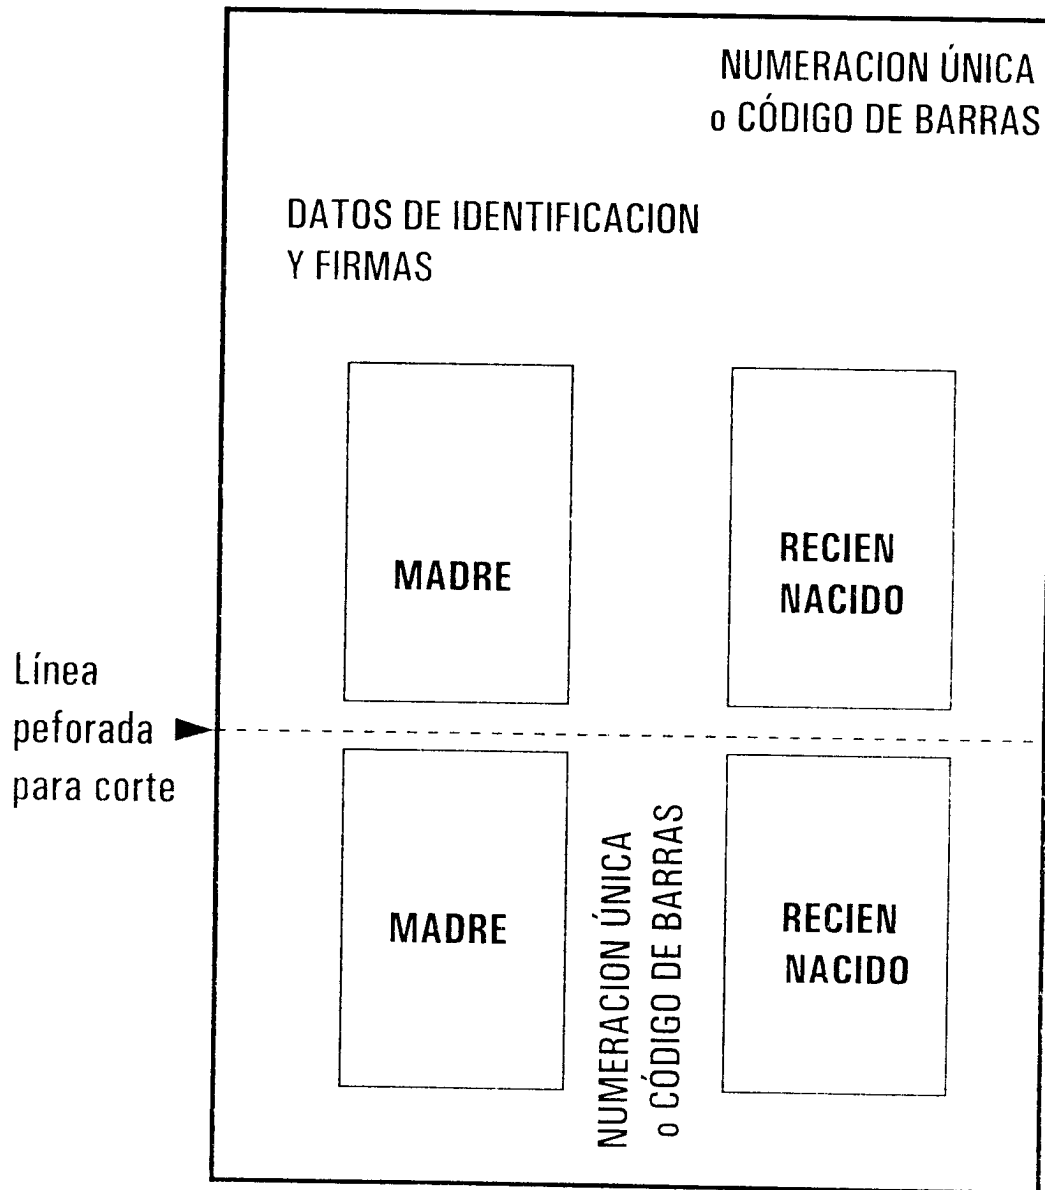 NUMERACION ÚNICA
o CÓDIGO DE BARRAS
DATOS DE IDENTIFICACION
Y FIRMAS
MADRE
RECIEN
NACIDO
Línea
peforada
para corte
MADRE
NUMERACION ÚNICA
o CÓDIGO DE BARRAS
RECIEN
NACIDO